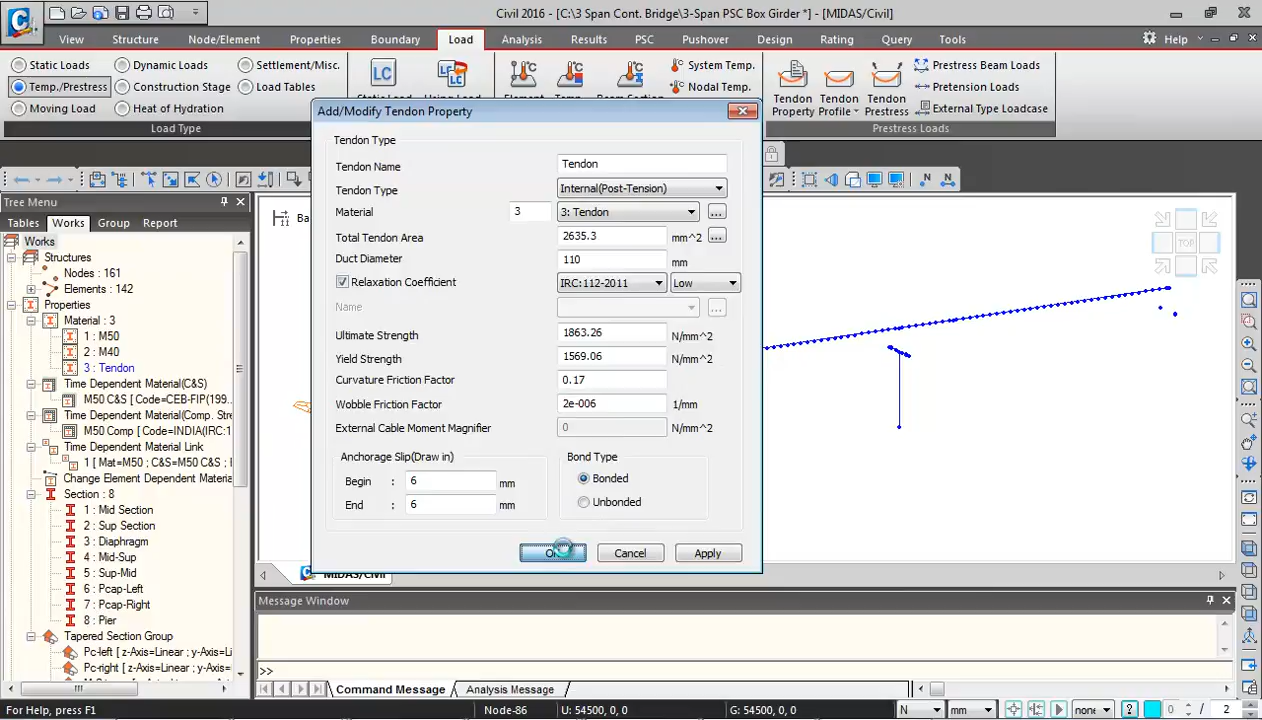 Civil 2016 - [C:\3 Span Cont. Bridge\3-Span PSC Box Girder *] - [MIDAS/Civil]
View Structure Node/Element Properties Boundary Load Analysis Results PSC Pushover Design Rating Query Tools Help
Static Loads Dynamic Loads Settlement/Misc.
Temp./Prestress Construction Stage Load Tables
Moving Load Heat of Hydration
Load Type
LC
System Temp.
Nodal Temp.
Tendon Property
Tendon Profile
Tendon Prestress
Prestress Beam Loads
Pretension Loads
External Type Loadcase
Prestress Loads
Tree Menu
Tables Works Group Report
Works
Structures
Nodes : 161
Elements : 142
Properties
Material : 3
1 : M50
2 : M40
3 : Tendon
Time Dependent Material(C&S)
M50 C&S [ Code=CEB-FIP(199
Time Dependent Material(Comp. Stre
M50 Comp [ Code=INDIA(IRC:1
Time Dependent Material Link
1 [ Mat=M50 ; C&S=M50 C&S ;
Change Element Dependent Materia
Section : 8
1 : Mid Section
2 : Sup Section
3 : Diaphragm
4 : Mid-Sup
5 : Sup-Mid
6 : Pcap-Left
7 : Pcap-Right
8 : Pier
Tapered Section Group
Pc-left [ z-Axis=Linear ; y-Axis=Li
Pc-right [ z-Axis=Linear ; y-Axis=
Add/Modify Tendon Property
Tendon Type
Tendon Name Tendon
Tendon Type Internal(Post-Tension)
Material 3 3: Tendon ...
Total Tendon Area 2635.3 mm^2 ...
Duct Diameter 110 mm
Relaxation Coefficient IRC:112-2011 Low
Name ...
Ultimate Strength 1863.26 N/mm^2
Yield Strength 1569.06 N/mm^2
Curvature Friction Factor 0.17
Wobble Friction Factor 2e-006 1/mm
External Cable Moment Magnifier 0 N/mm^2
Anchorage Slip(Draw in)
Begin : 6 mm
End : 6 mm
Bond Type
Bonded
Unbonded
Cancel Apply
TOP
MIDAS/Civil
Message Window
>>
Command Message Analysis Message
For Help, press F1 Node-86 U: 54500, 0, 0 G: 54500, 0, 0 N mm none ? 0 / 2